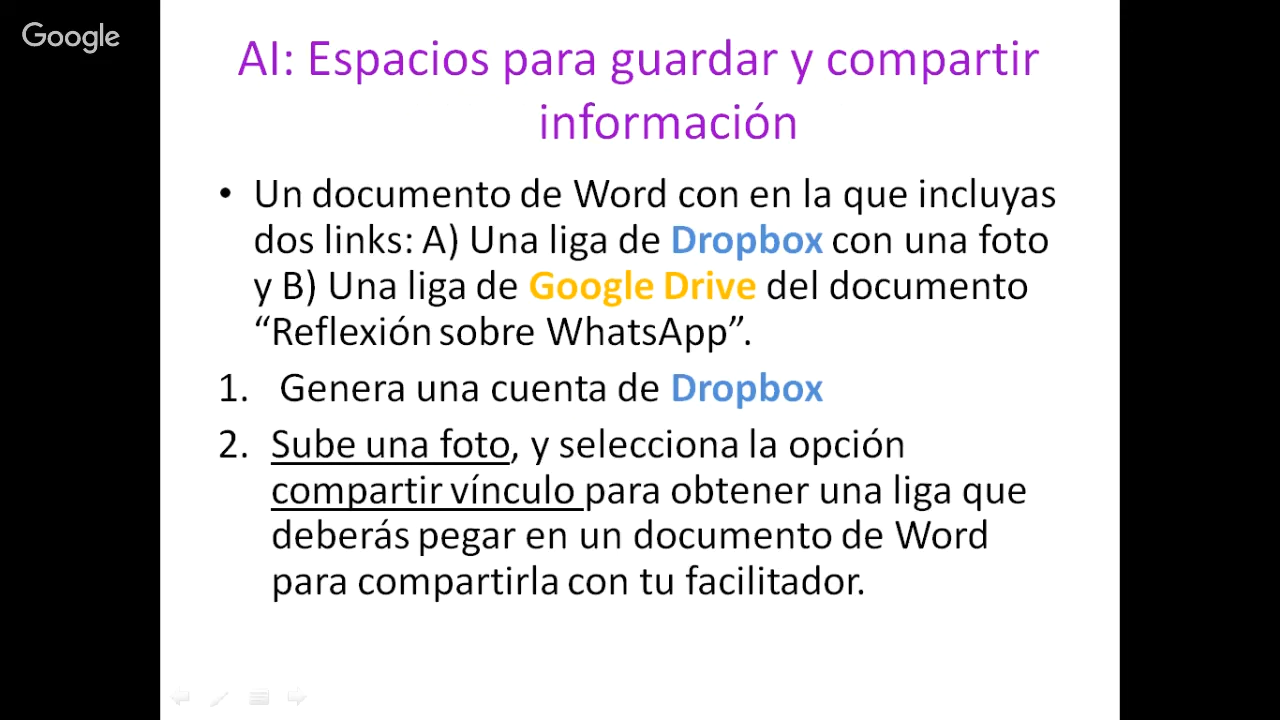 Google
AI: Espacios para guardar y compartir
información
• Un documento de Word con en la que incluyas
dos links: A) Una liga de Dropbox con una foto
y B) Una liga de Google Drive del documento
“Reflexión sobre WhatsApp”.
1. Genera una cuenta de Dropbox
2. Sube una foto, y selecciona la opción
compartir vínculo para obtener una liga que
deberás pegar en un documento de Word
para compartirla con tu facilitador.